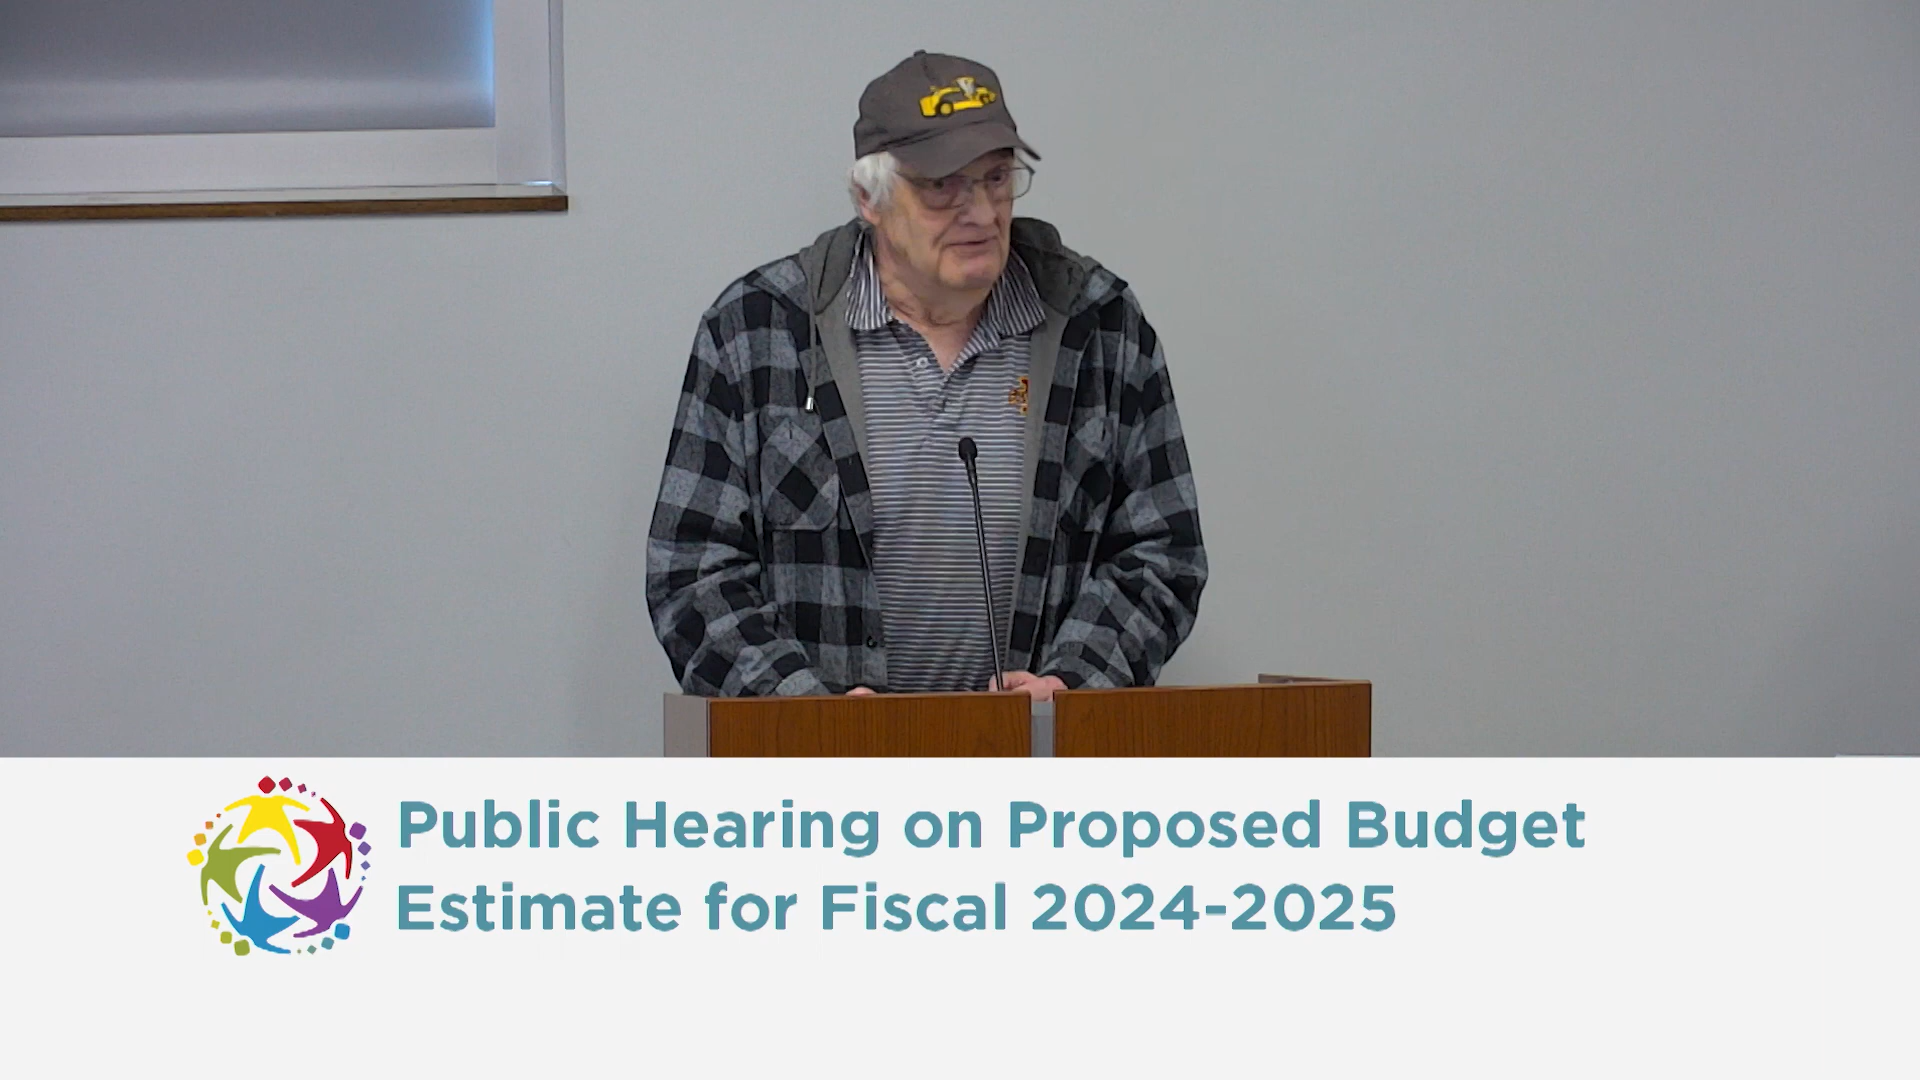 Public Hearing on Proposed Budget
Estimate for Fiscal 2024-2025